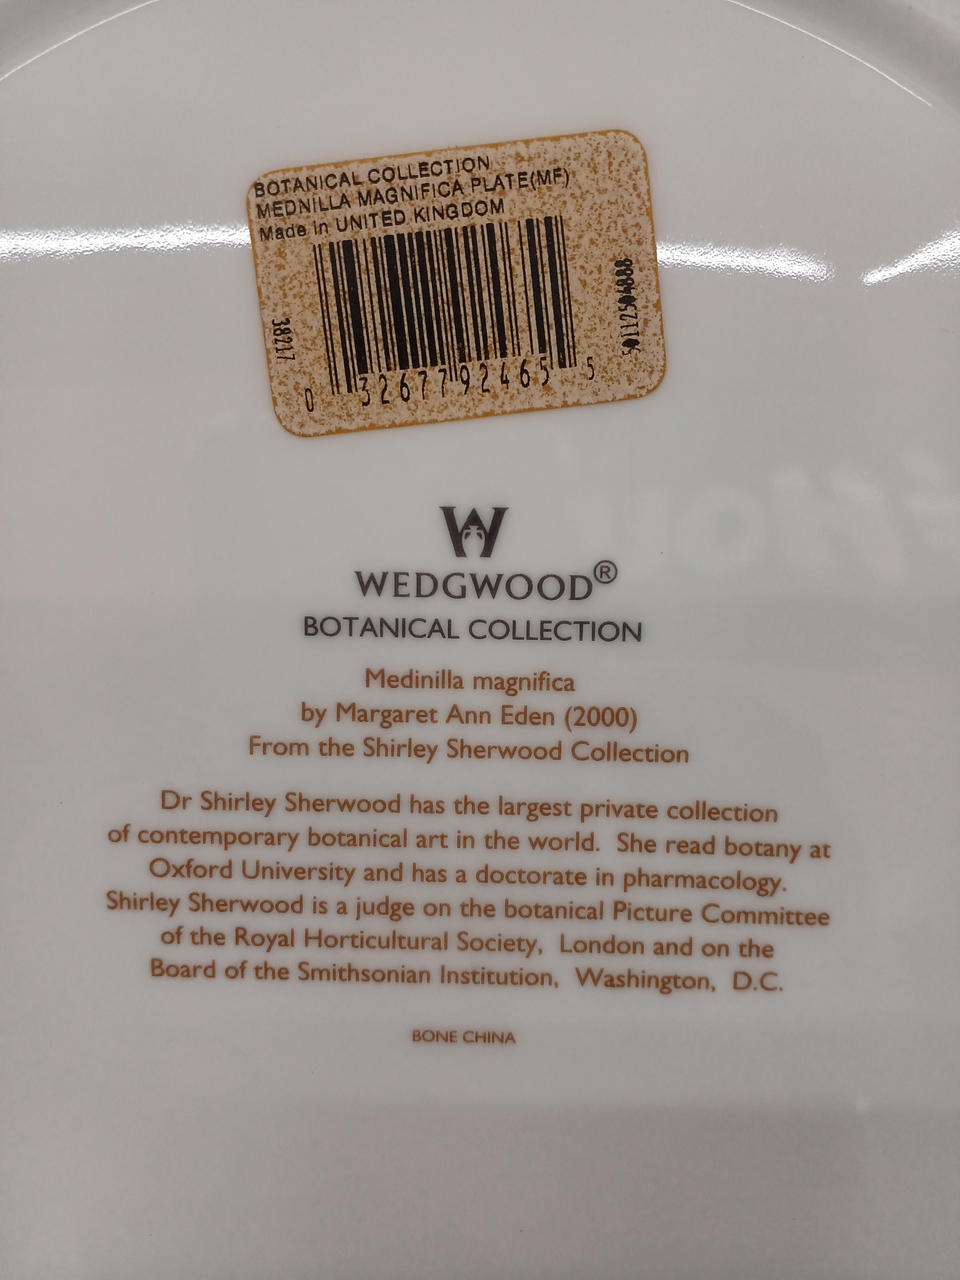 BOTANICAL COLLECTION
MEDNILLA MAGNIFICA PLATE(MF)
Made in UNITED KINGDOM
38217
50112504888
0 32677 92465 5
WEDGWOOD®
BOTANICAL COLLECTION
Medinilla magnifica
by Margaret Ann Eden (2000)
From the Shirley Sherwood Collection
Dr Shirley Sherwood has the largest private collection
of contemporary botanical art in the world. She read botany at
Oxford University and has a doctorate in pharmacology.
Shirley Sherwood is a judge on the botanical Picture Committee
of the Royal Horticultural Society, London and on the
Board of the Smithsonian Institution, Washington, D.C.
BONE CHINA